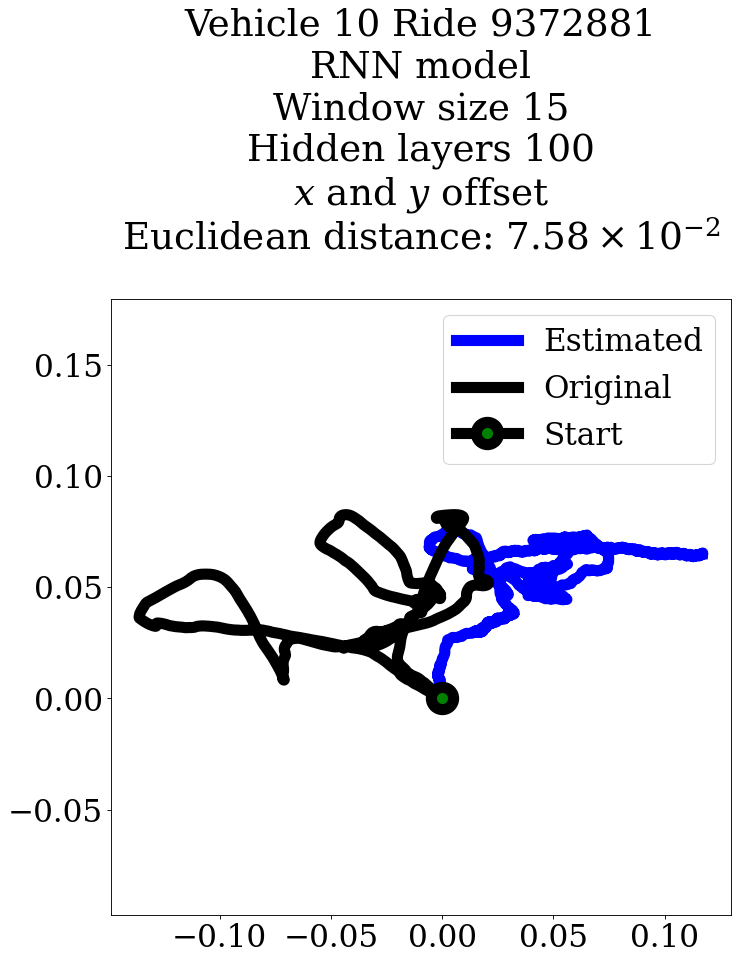 Vehicle 10 Ride 9372881
RNN model
Window size 15
Hidden layers 100
x and y offset
Euclidean distance: 7.58 × 10⁻²
Estimated
Original
Start
0.15
0.10
0.05
0.00
−0.05
−0.10 −0.05 0.00 0.05 0.10